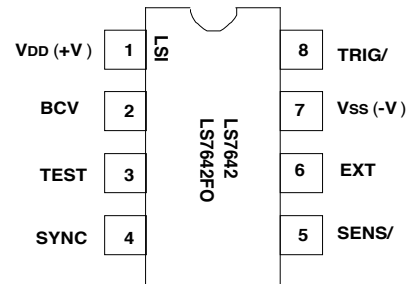 VDD (+V) 1 LSI 8 TRIG/
BCV 2 7 VSS (-V)
LS7642
LS7642FO
TEST 3 6 EXT
SYNC 4 5 SENS/